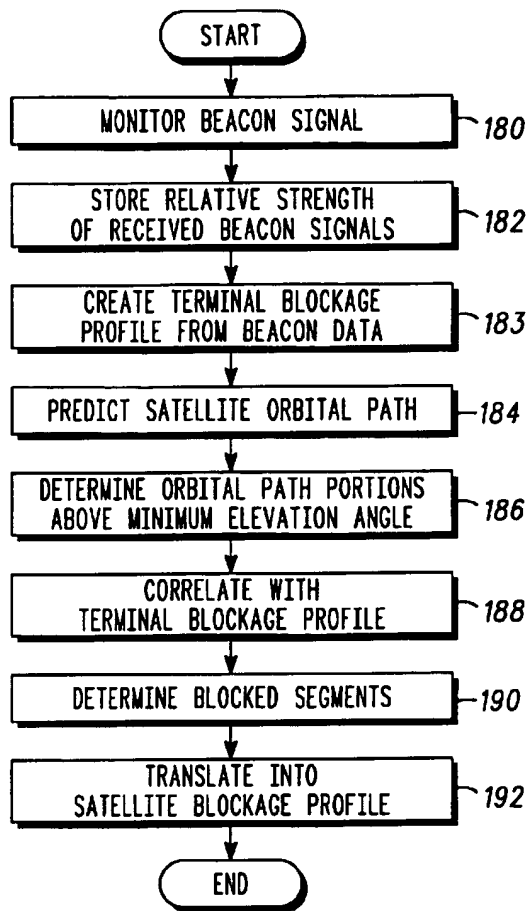 START
MONITOR BEACON SIGNAL
180
STORE RELATIVE STRENGTH
OF RECEIVED BEACON SIGNALS
182
CREATE TERMINAL BLOCKAGE
PROFILE FROM BEACON DATA
183
PREDICT SATELLITE ORBITAL PATH
184
DETERMINE ORBITAL PATH PORTIONS
ABOVE MINIMUM ELEVATION ANGLE
186
CORRELATE WITH
TERMINAL BLOCKAGE PROFILE
188
DETERMINE BLOCKED SEGMENTS
190
TRANSLATE INTO
SATELLITE BLOCKAGE PROFILE
192
END